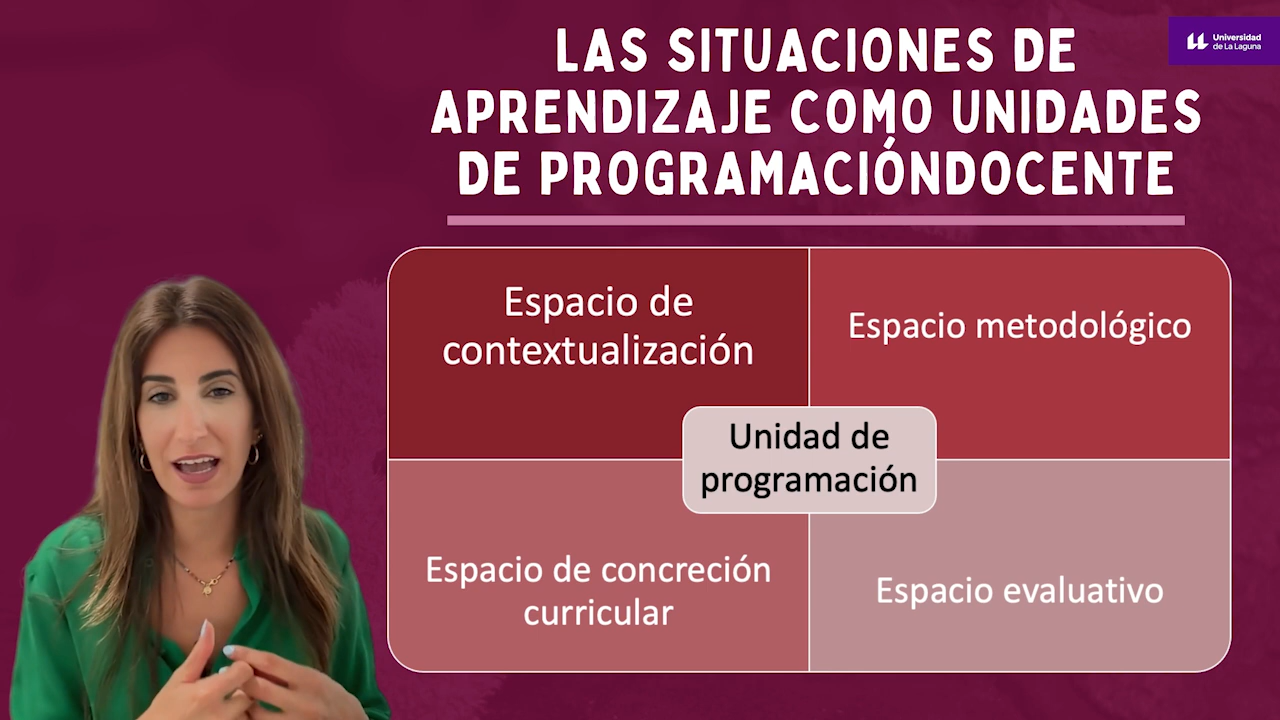 LAS SITUACIONES DE
APRENDIZAJE COMO UNIDADES
DE PROGRAMACIÓNDOCENTE
Universidad
de La Laguna
Espacio de
contextualización
Espacio metodológico
Unidad de
programación
Espacio de concreción
curricular
Espacio evaluativo